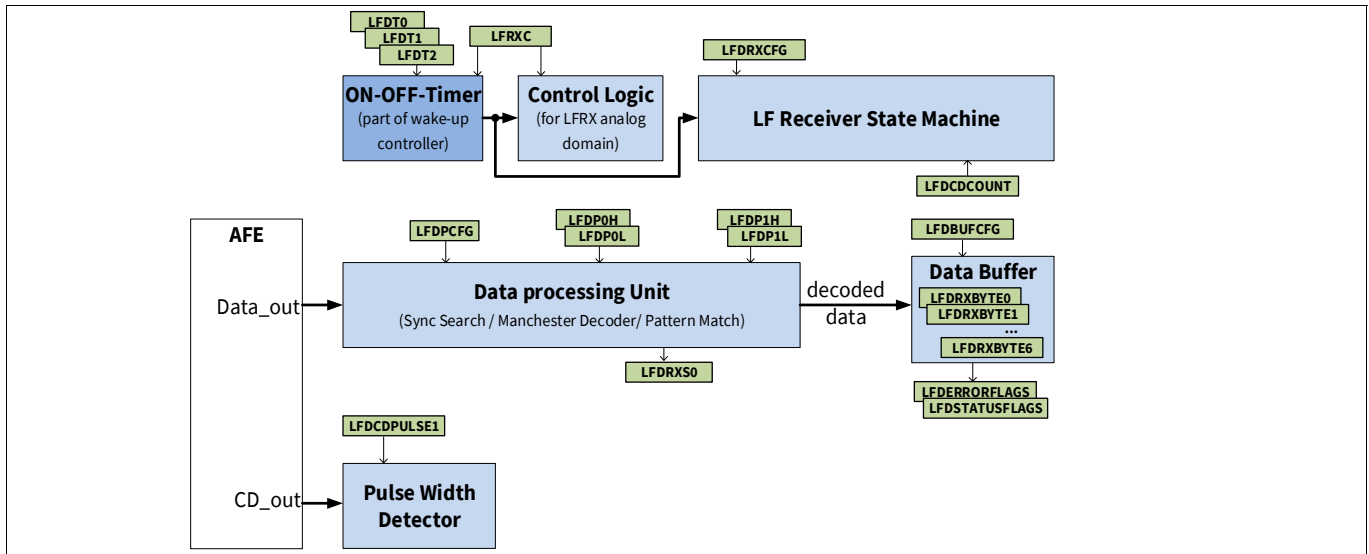 LFDT0
LFDT1
LFDT2
LFRXC
LFDRXCFG
ON-OFF-Timer
(part of wake-up
controller)
Control Logic
(for LFRX analog
domain)
LF Receiver State Machine
LFDCDCOUNT
AFE
LFDPCFG
LFDP0H
LFDP0L
LFDP1H
LFDP1L
LFDBUFCFG
Data_out
Data processing Unit
(Sync Search / Manchester Decoder/ Pattern Match)
decoded
data
Data Buffer
LFDRXBYTE0
LFDRXBYTE1
...
LFDRXBYTE6
LFDRXS0
LFDERRORFLAGS
LFDSTATUSFLAGS
LFDCDPULSE1
CD_out
Pulse Width
Detector